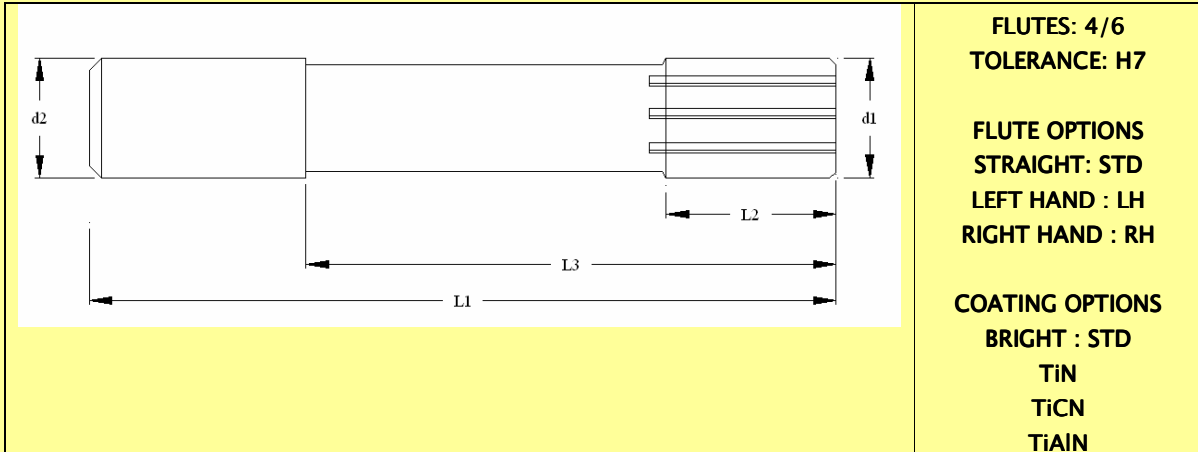 d2
d1
L2
L3
L1
FLUTES: 4/6
TOLERANCE: H7
FLUTE OPTIONS
STRAIGHT: STD
LEFT HAND : LH
RIGHT HAND : RH
COATING OPTIONS
BRIGHT : STD
TiN
TiCN
TiAlN